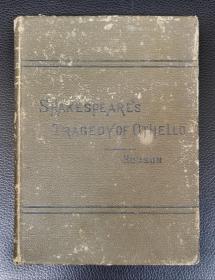 SHAKESPEARE'S
TRAGEDY OF OTHELLO
HUDSON